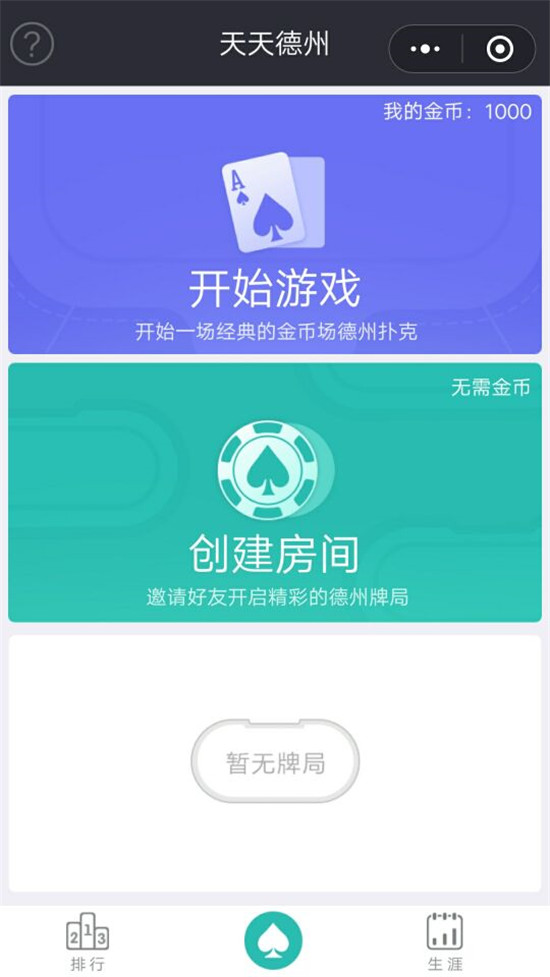 ?
天天德州
我的金币：1000
A
开始游戏
开始一场经典的金币场德州扑克
无需金币
创建房间
邀请好友开启精彩的德州牌局
暂无牌局
2 1 3
排行
生涯